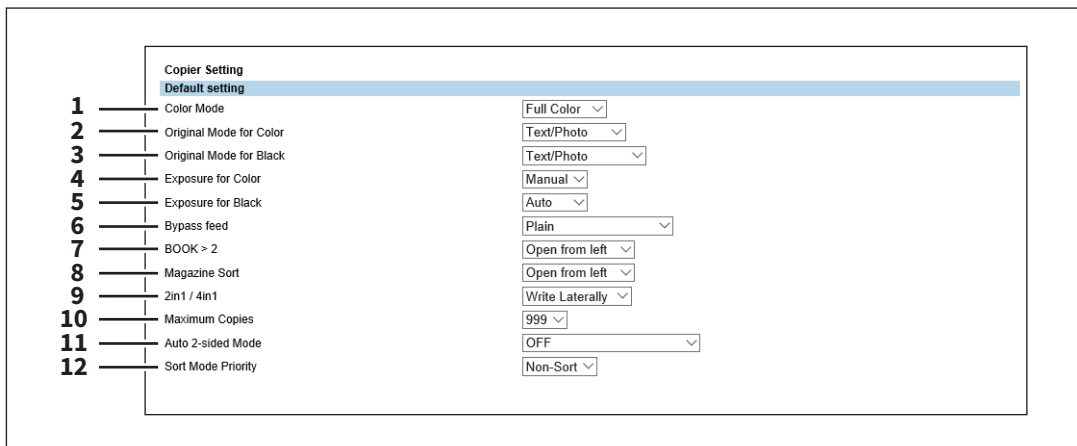 Copier Setting
Default setting
1 Color Mode Full Color
2 Original Mode for Color Text/Photo
3 Original Mode for Black Text/Photo
4 Exposure for Color Manual
5 Exposure for Black Auto
6 Bypass feed Plain
7 BOOK > 2 Open from left
8 Magazine Sort Open from left
9 2in1 / 4in1 Write Laterally
10 Maximum Copies 999
11 Auto 2-sided Mode OFF
12 Sort Mode Priority Non-Sort